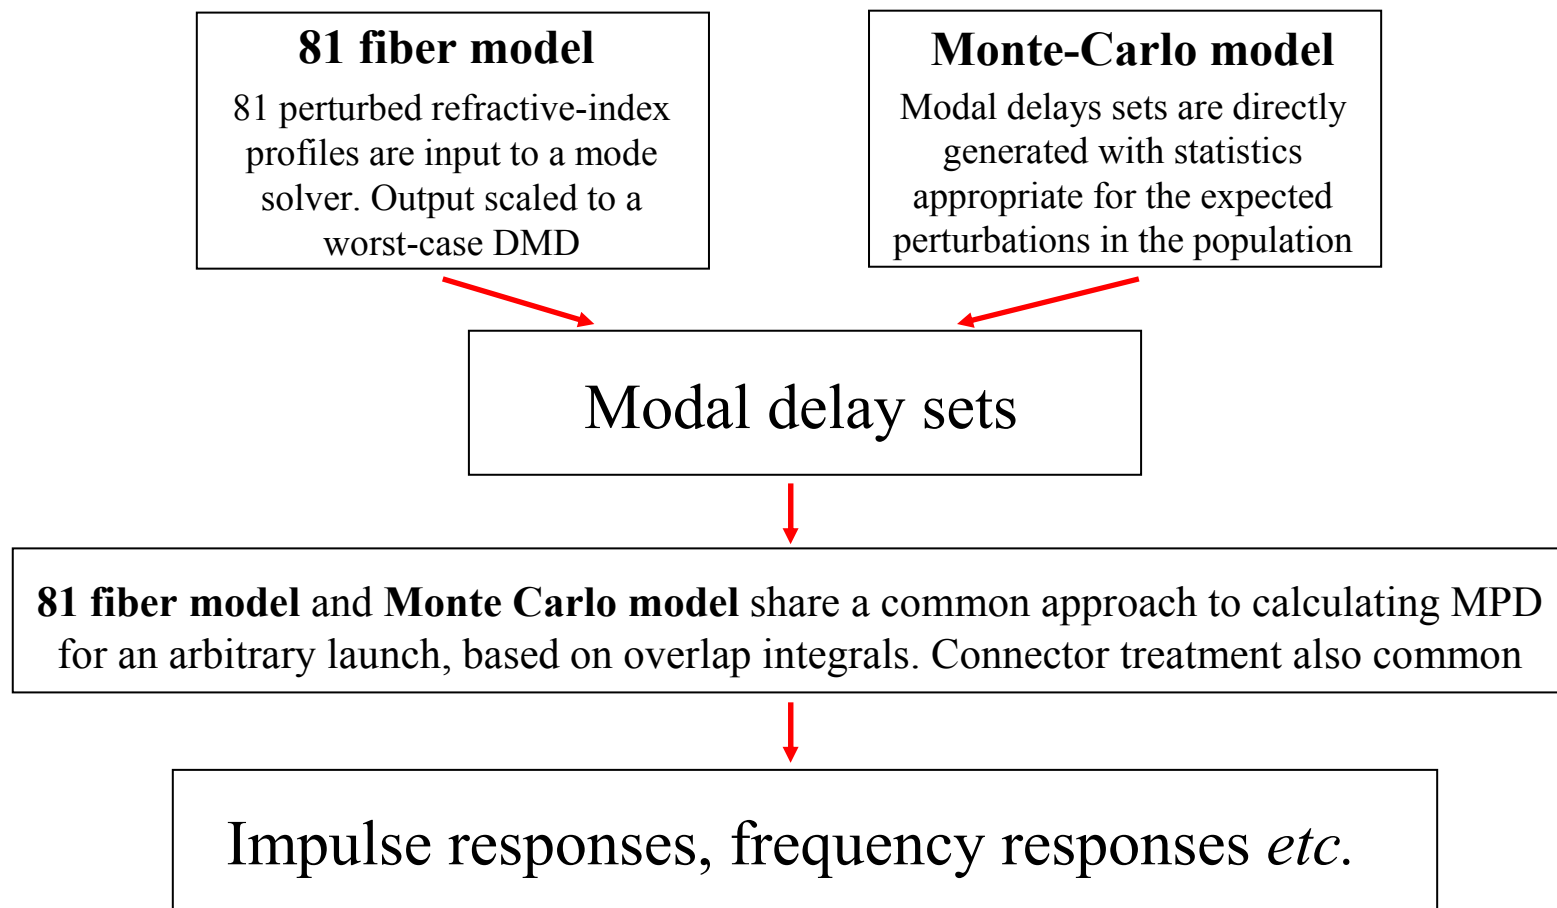 81 fiber model
81 perturbed refractive-index
profiles are input to a mode
solver. Output scaled to a
worst-case DMD
Monte-Carlo model
Modal delays sets are directly
generated with statistics
appropriate for the expected
perturbations in the population
Modal delay sets
81 fiber model and Monte Carlo model share a common approach to calculating MPD
for an arbitrary launch, based on overlap integrals. Connector treatment also common
Impulse responses, frequency responses etc.